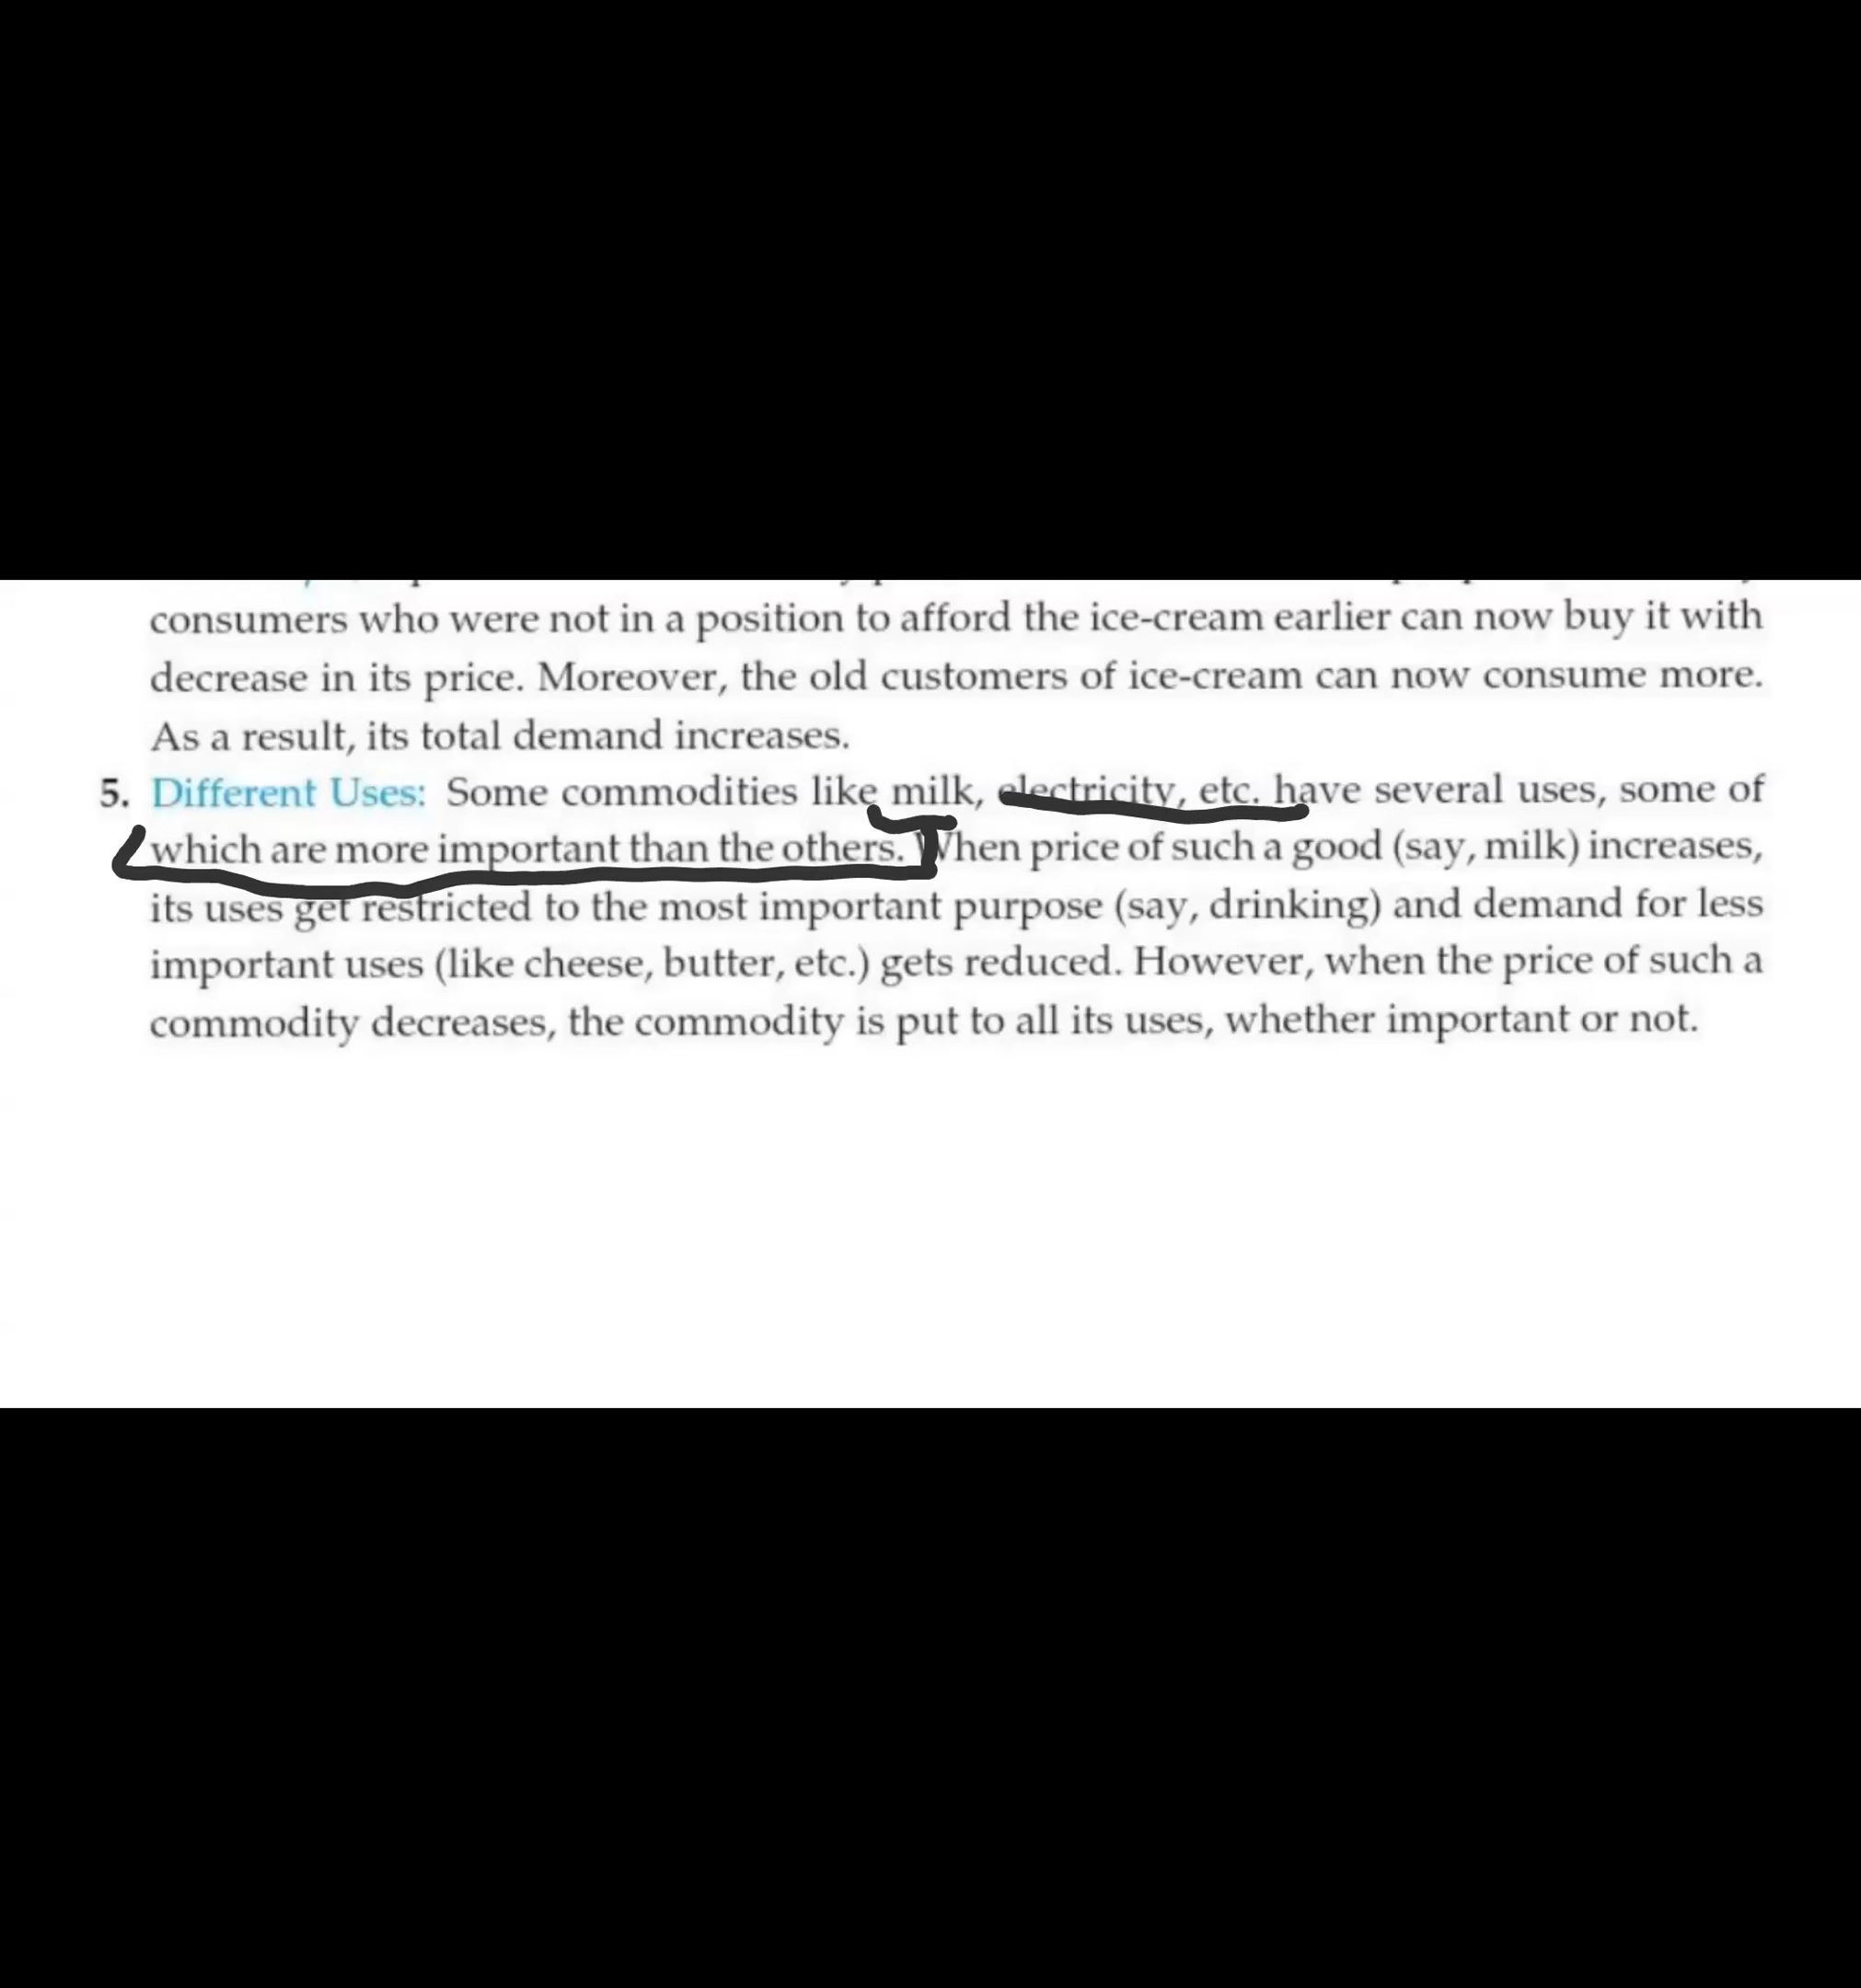 consumers who were not in a position to afford the ice-cream earlier can now buy it with
decrease in its price. Moreover, the old customers of ice-cream can now consume more.
As a result, its total demand increases.
5. Different Uses: Some commodities like milk, electricity, etc. have several uses, some of
which are more important than the others. When price of such a good (say, milk) increases,
its uses get restricted to the most important purpose (say, drinking) and demand for less
important uses (like cheese, butter, etc.) gets reduced. However, when the price of such a
commodity decreases, the commodity is put to all its uses, whether important or not.